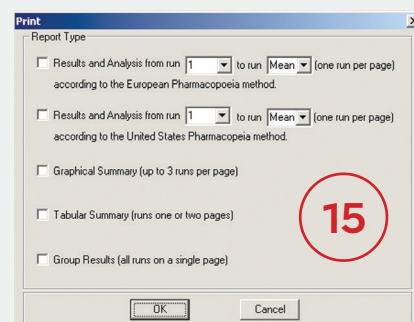 Print
Report Type
Results and Analysis from run 1 to run Mean (one run per page)
according to the European Pharmacopoeia method.
Results and Analysis from run 1 to run Mean (one run per page)
according to the United States Pharmacopeia method.
Graphical Summary (up to 3 runs per page)
Tabular Summary (runs one or two pages)
15
Group Results (all runs on a single page)
OK Cancel